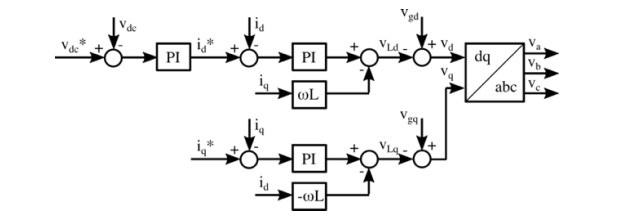 v_dc
i_d
v_gd
v_dc* + - PI i_d* + - PI + - v_Ld - + v_d dq abc v_a
v_q v_b
i_q ωL v_c
i_q v_gq
i_q* + - PI + - v_Lq - +
i_d -ωL